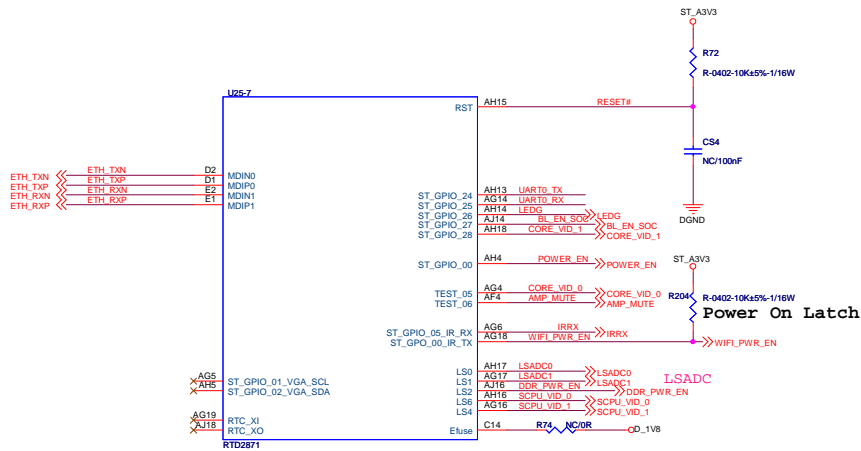 ST_A3V3
R72
R-0402-10K±5%-1/16W
U25-7
RST AH15 RESET#
CS4
NC/100nF
DGND
ETH_TXN ETH_TXN D2 MDIN0
ETH_TXP ETH_TXP D1 MDIP0
ETH_RXN ETH_RXN E2 MDIN1
ETH_RXP ETH_RXP E1 MDIP1
ST_GPIO_24 AH13 UART0_TX
ST_GPIO_25 AG14 UART0_RX
ST_GPIO_26 AH14 LEDG LEDG
ST_GPIO_27 AJ14 BL_EN_SOC BL_EN_SOC
ST_GPIO_28 AH18 CORE_VID_1 CORE_VID_1
ST_GPIO_00 AH4 POWER_EN POWER_EN
ST_A3V3
TEST_05 AG4 CORE_VID_0 CORE_VID_0
TEST_06 AF4 AMP_MUTE AMP_MUTE
R204 R-0402-10K±5%-1/16W
Power On Latch
ST_GPIO_05_IR_RX AG6 IRRX IRRX
ST_GPO_00_IR_TX AG18 WIFI_PWR_EN WIFI_PWR_EN
LS0 AH17 LSADC0 LSADC0
LS1 AG17 LSADC1 LSADC1
LSADC
LS2 AJ16 DDR_PWR_EN DDR_PWR_EN
LS6 AH16 SCPU_VID_0 SCPU_VID_0
LS4 AG16 SCPU_VID_1 SCPU_VID_1
AG5 ST_GPIO_01_VGA_SCL
AH5 ST_GPIO_02_VGA_SDA
AG19 RTC_XI
AJ18 RTC_XO
Efuse C14 R74 NC/0R D_1V8
RTD2871